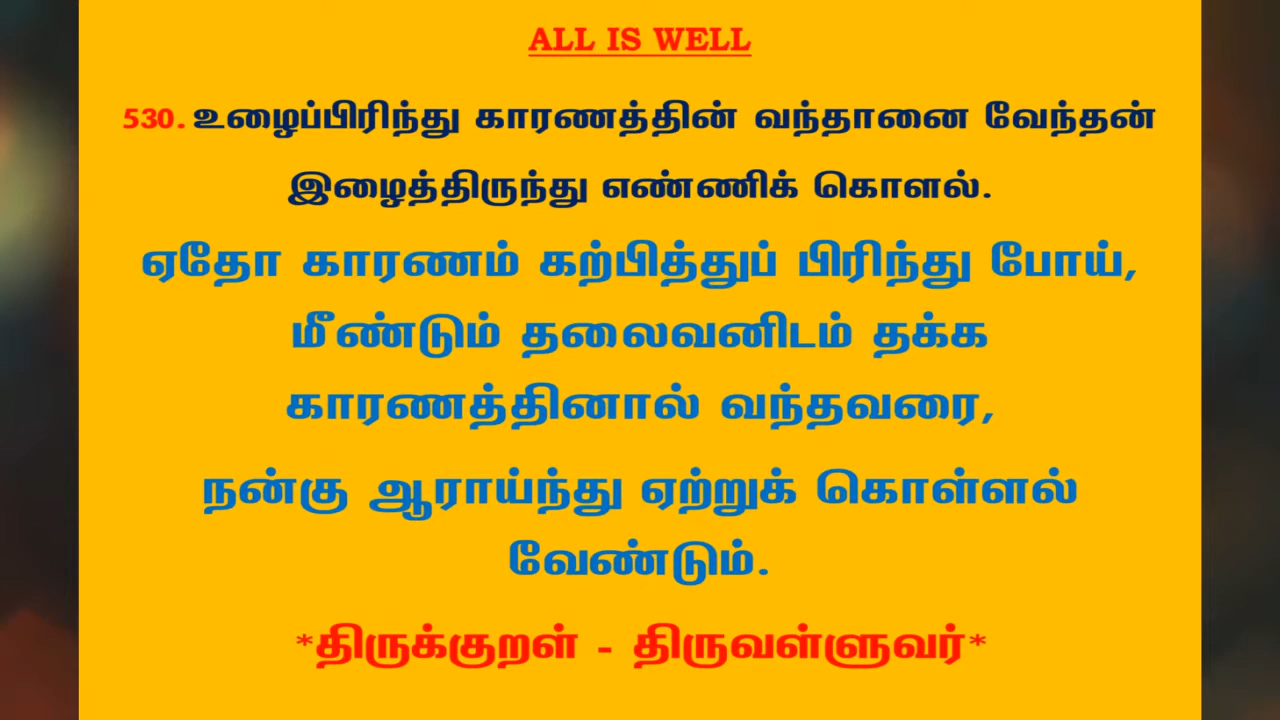 ALL IS WELL
530. உழைப்பிரிந்து காரணத்தின் வந்தானை வேந்தன்
இழைத்திருந்து எண்ணிக் கொளல்.
ஏதோ காரணம் கற்பித்துப் பிரிந்து போய்,
மீண்டும் தலைவனிடம் தக்க
காரணத்தினால் வந்தவரை,
நன்கு ஆராய்ந்து ஏற்றுக் கொள்ளல்
வேண்டும்.
*திருக்குறள் - திருவள்ளுவர்*